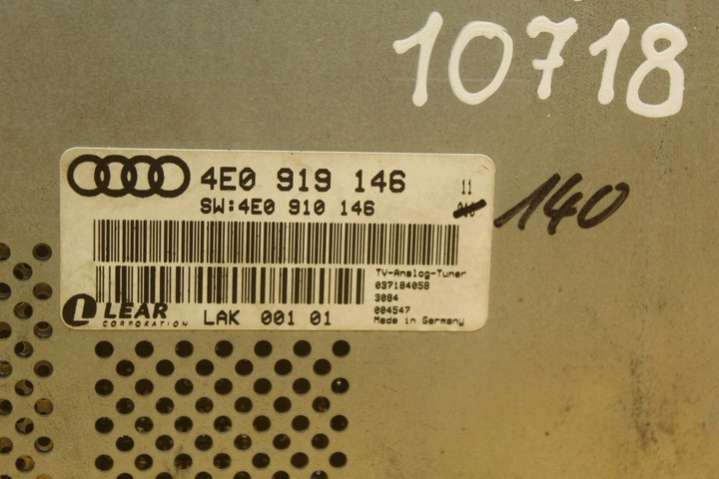 10718
4E0 919 146 11
SW:4E0 910 146
140
TV-Analog-Tuner
037184058
3084
004547
Made in Germany
LEAR
CORPORATION
LAK 001 01